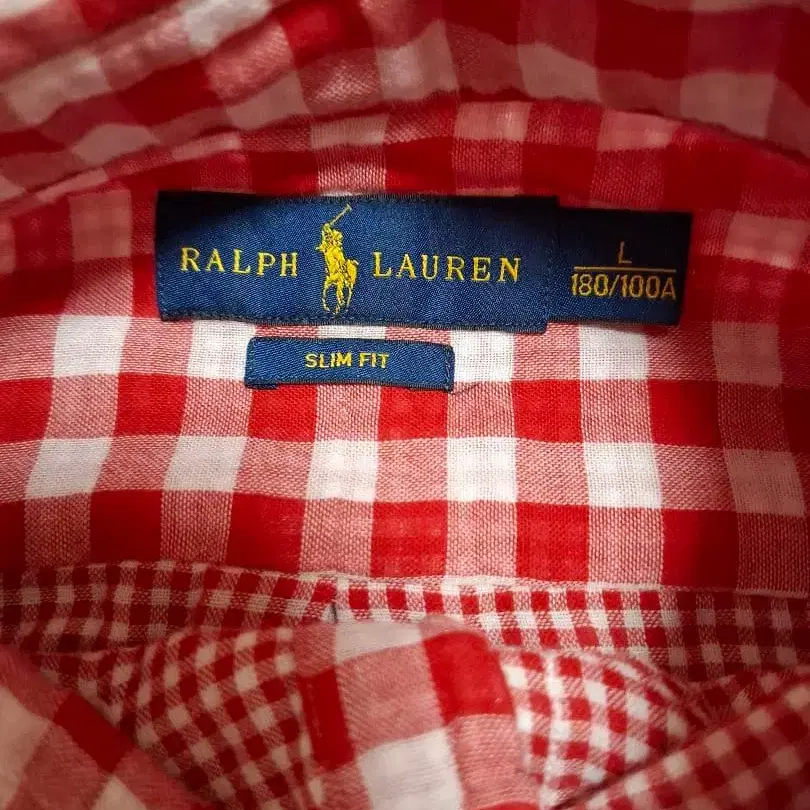 RALPH LAUREN
L
180/100A
SLIM FIT